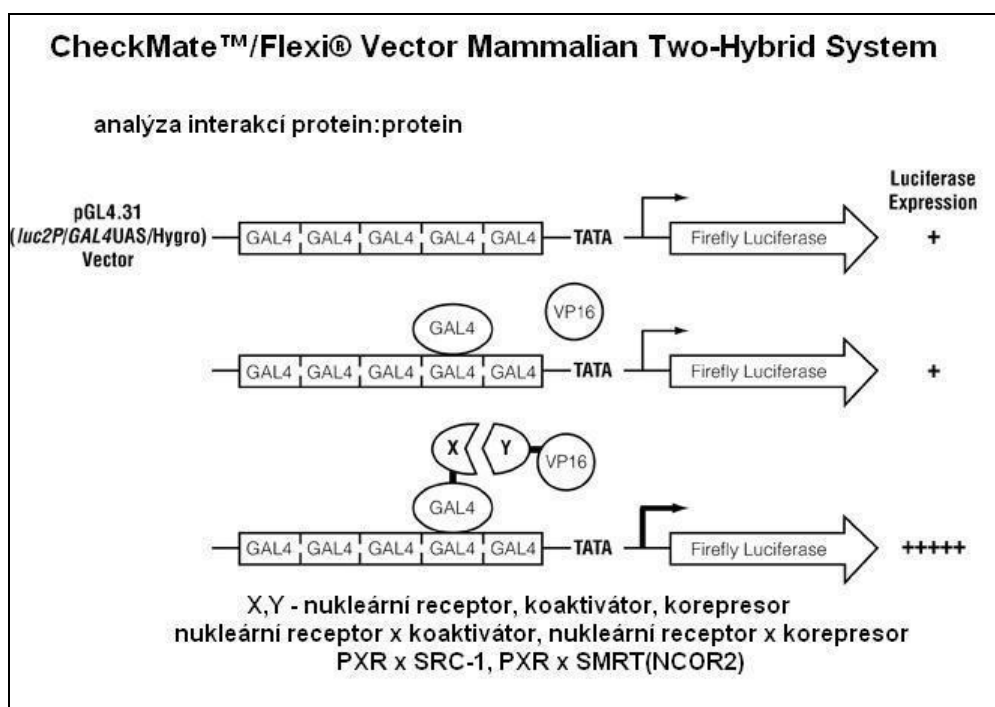 CheckMate™/Flexi® Vector Mammalian Two-Hybrid System
analýza interakcí protein:protein
Luciferase
Expression
pGL4.31
(luc2P/GAL4UAS/Hygro)
Vector
GAL4 GAL4 GAL4 GAL4 GAL4 TATA Firefly Luciferase +
GAL4 VP16
GAL4 GAL4 GAL4 GAL4 GAL4 TATA Firefly Luciferase +
X Y VP16
GAL4
GAL4 GAL4 GAL4 GAL4 GAL4 TATA Firefly Luciferase +++++
X,Y - nukleární receptor, koaktivátor, korepresor
nukleární receptor x koaktivátor, nukleární receptor x korepresor
PXR x SRC-1, PXR x SMRT(NCOR2)